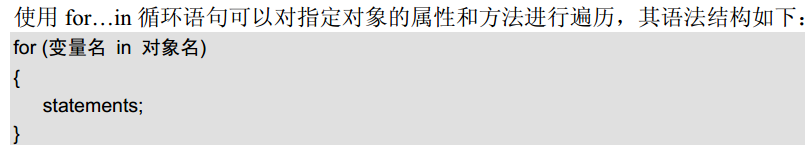 使用 for…in 循环语句可以对指定对象的属性和方法进行遍历，其语法结构如下：
for (变量名 in 对象名)
{
statements;
}